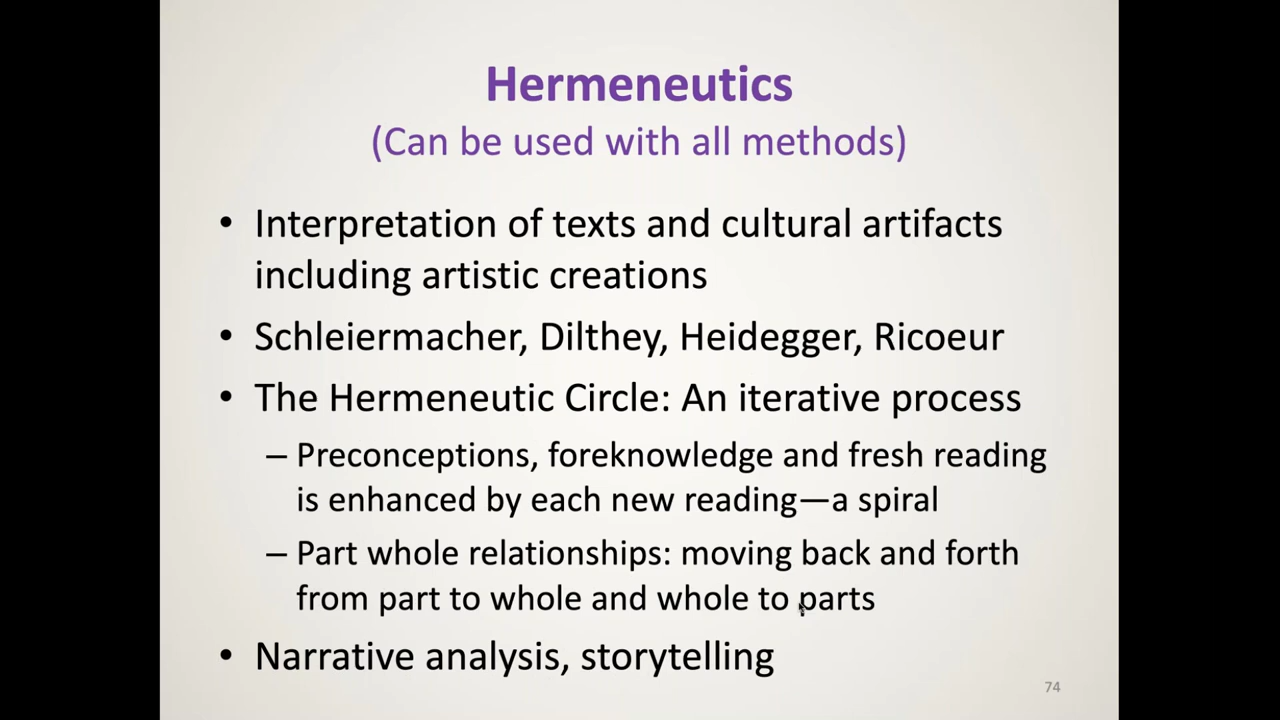 Hermeneutics
(Can be used with all methods)
• Interpretation of texts and cultural artifacts
including artistic creations
• Schleiermacher, Dilthey, Heidegger, Ricoeur
• The Hermeneutic Circle: An iterative process
– Preconceptions, foreknowledge and fresh reading
is enhanced by each new reading—a spiral
– Part whole relationships: moving back and forth
from part to whole and whole to parts
• Narrative analysis, storytelling
74